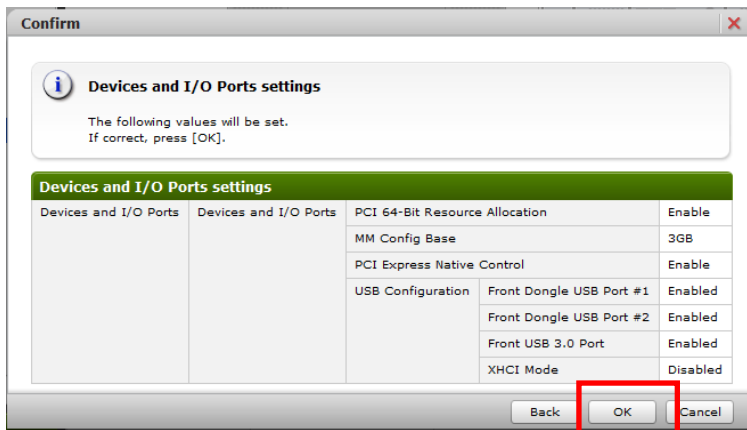 Confirm
Devices and I/O Ports settings
The following values will be set.
If correct, press [OK].
Devices and I/O Ports settings
Devices and I/O Ports Devices and I/O Ports PCI 64-Bit Resource Allocation Enable
MM Config Base 3GB
PCI Express Native Control Enable
USB Configuration Front Dongle USB Port #1 Enabled
Front Dongle USB Port #2 Enabled
Front USB 3.0 Port Enabled
XHCI Mode Disabled
Back OK Cancel